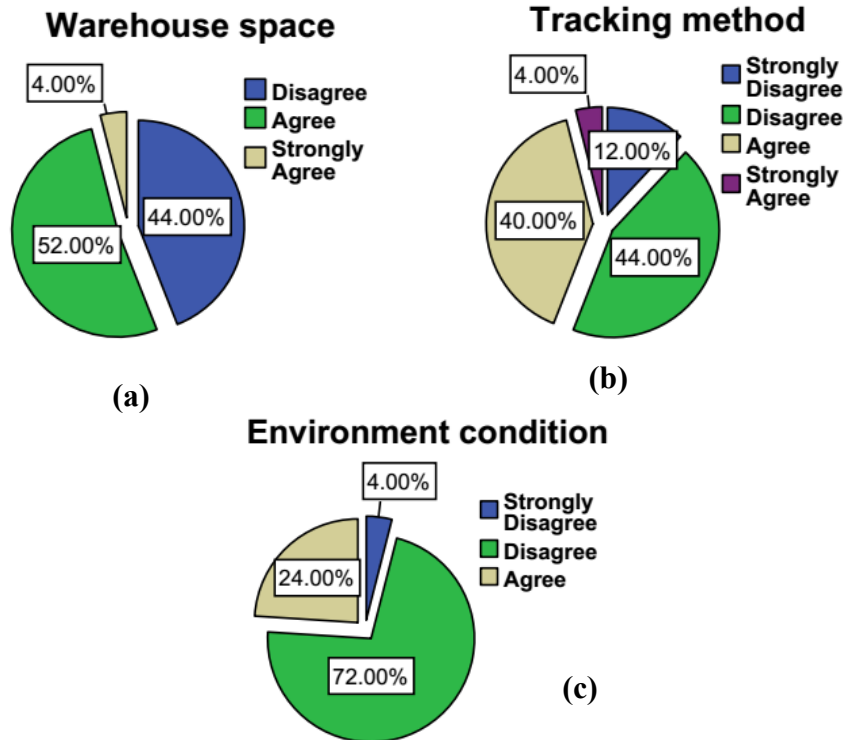 Warehouse space
4.00%
Disagree
Agree
Strongly
Agree
44.00%
52.00%
(a)
Tracking method
4.00%
Strongly
Disagree
Disagree
Agree
Strongly
Agree
12.00%
40.00%
44.00%
(b)
Environment condition
4.00%
Strongly
Disagree
Disagree
Agree
24.00%
72.00%
(c)